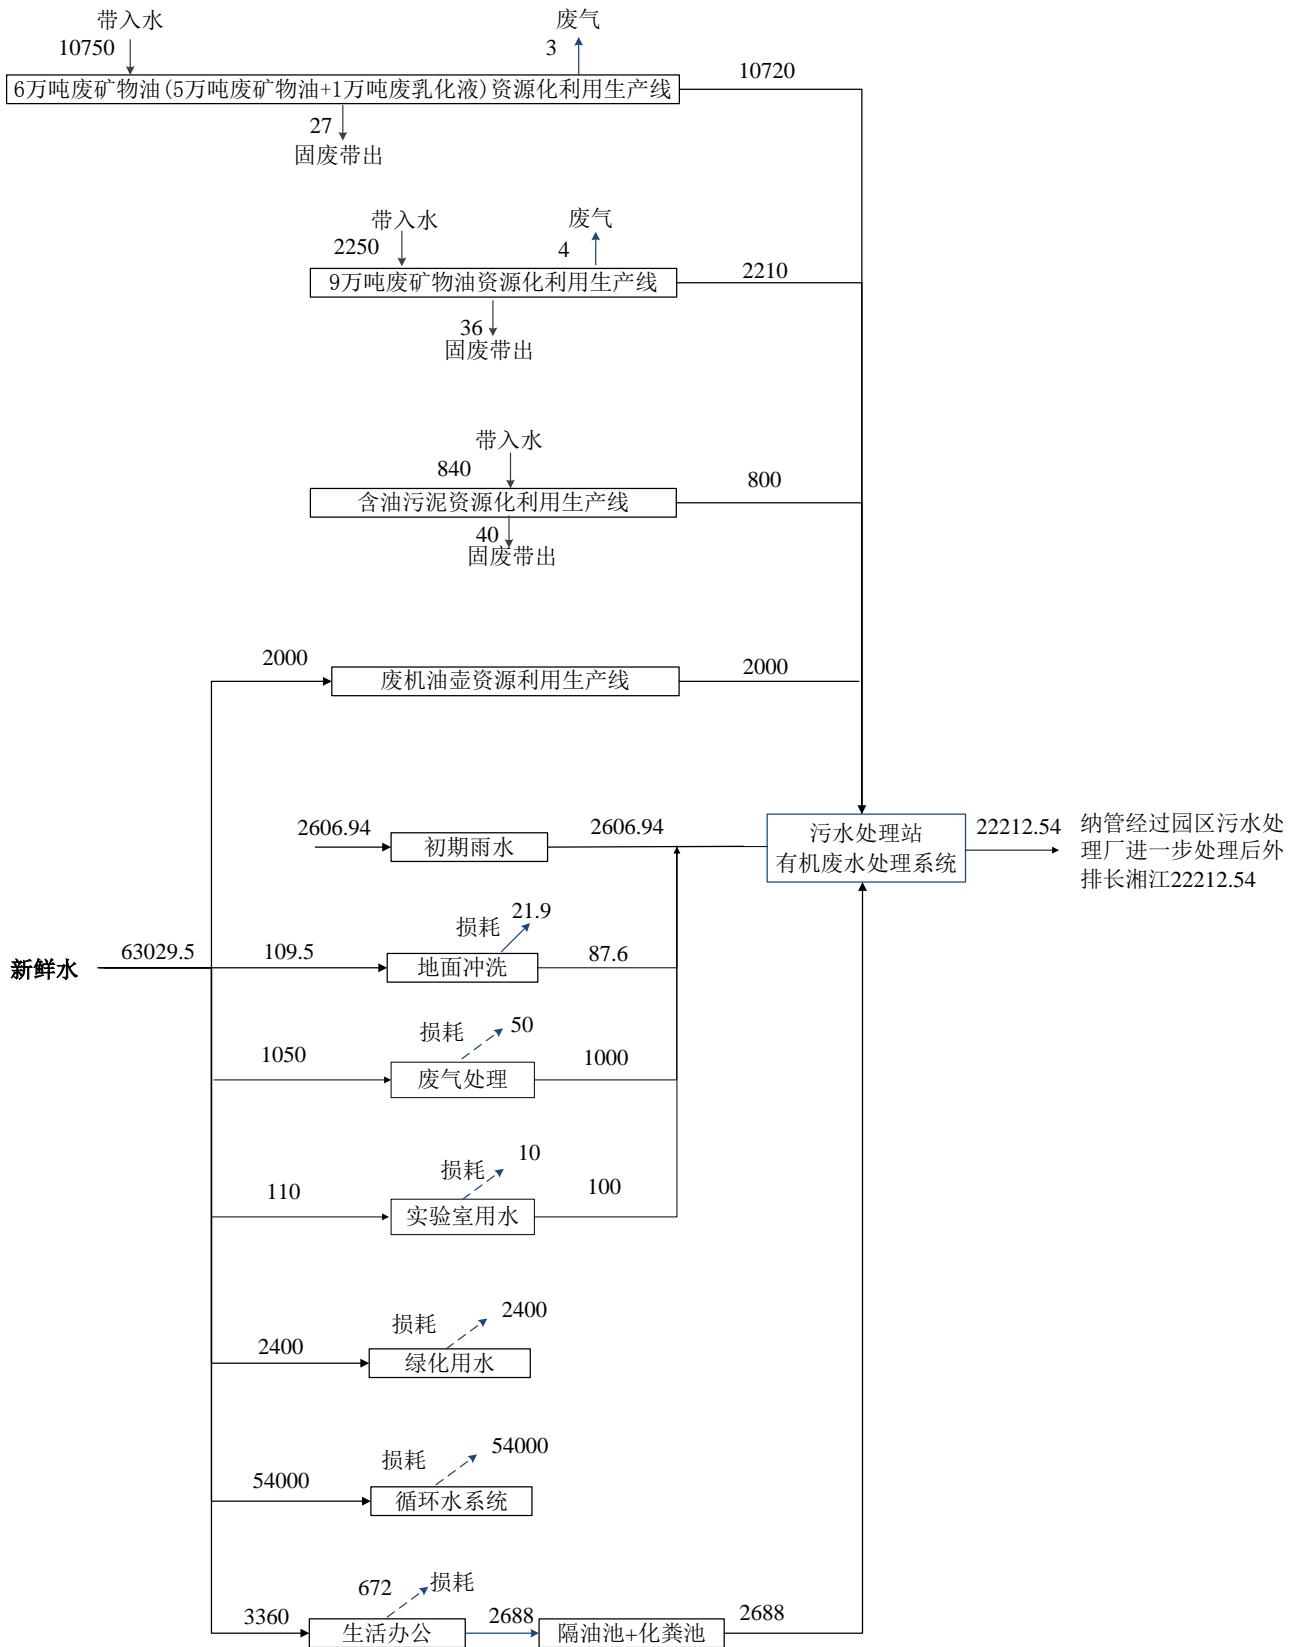 带入水
废气
10750
3
10720
6万吨废矿物油(5万吨废矿物油+1万吨废乳化液)资源化利用生产线
27
固废带出
带入水
废气
2250
4
2210
9万吨废矿物油资源化利用生产线
36
固废带出
带入水
840
800
含油污泥资源化利用生产线
40
固废带出
2000
2000
废机油壶资源利用生产线
2606.94
2606.94
初期雨水
污水处理站
有机废水处理系统
22212.54
纳管经过园区污水处
理厂进一步处理后外
排长湘江22212.54
损耗
21.9
新鲜水
63029.5
109.5
地面冲洗
87.6
损耗
50
1050
1000
废气处理
损耗
10
110
100
实验室用水
损耗
2400
2400
绿化用水
损耗
54000
54000
循环水系统
672
损耗
3360
生活办公
2688
隔油池+化粪池
2688